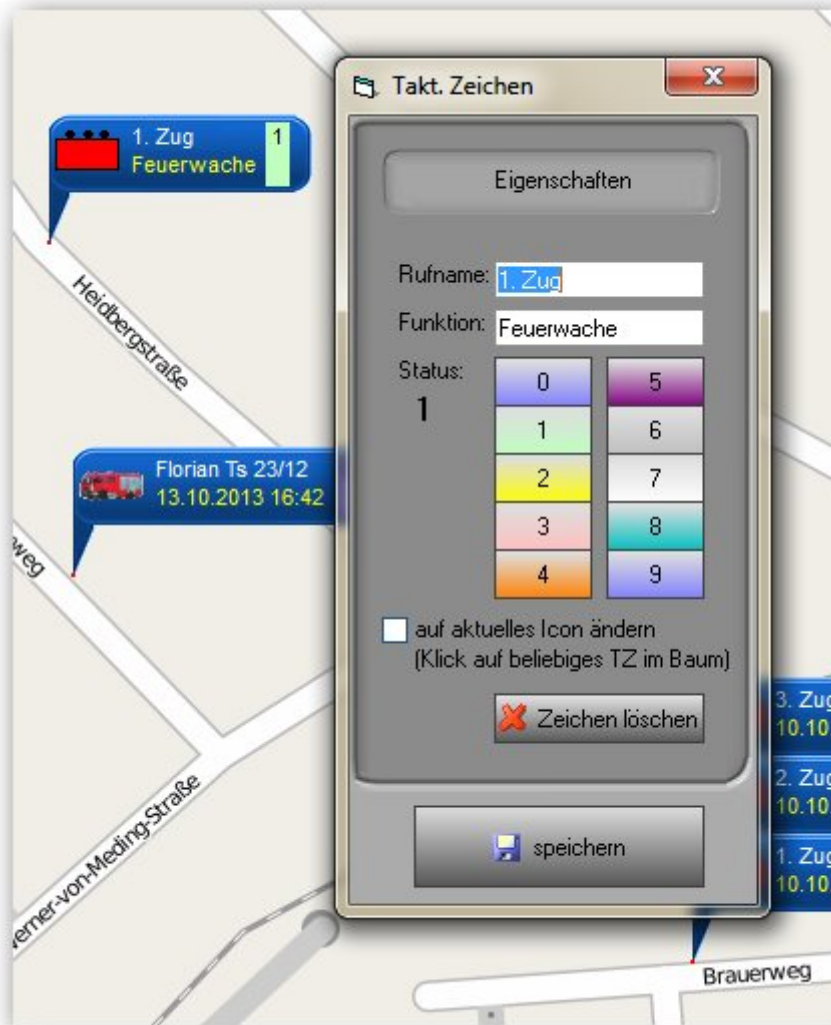 Takt. Zeichen
1. Zug
Feuerwache
1
Eigenschaften
Rufname: 1. Zug
Funktion: Feuerwache
Status:
1
0
5
1
6
2
7
3
8
4
9
Heidbergstraße
Florian Ts 23/12
13.10.2013 16:42
weg
auf aktuelles Icon ändern
(Klick auf beliebiges TZ im Baum)
Zeichen löschen
speichern
3. Zug
10.10
2. Zug
10.10
1. Zug
10.10
erner-von-Meding-Straße
Brauerweg